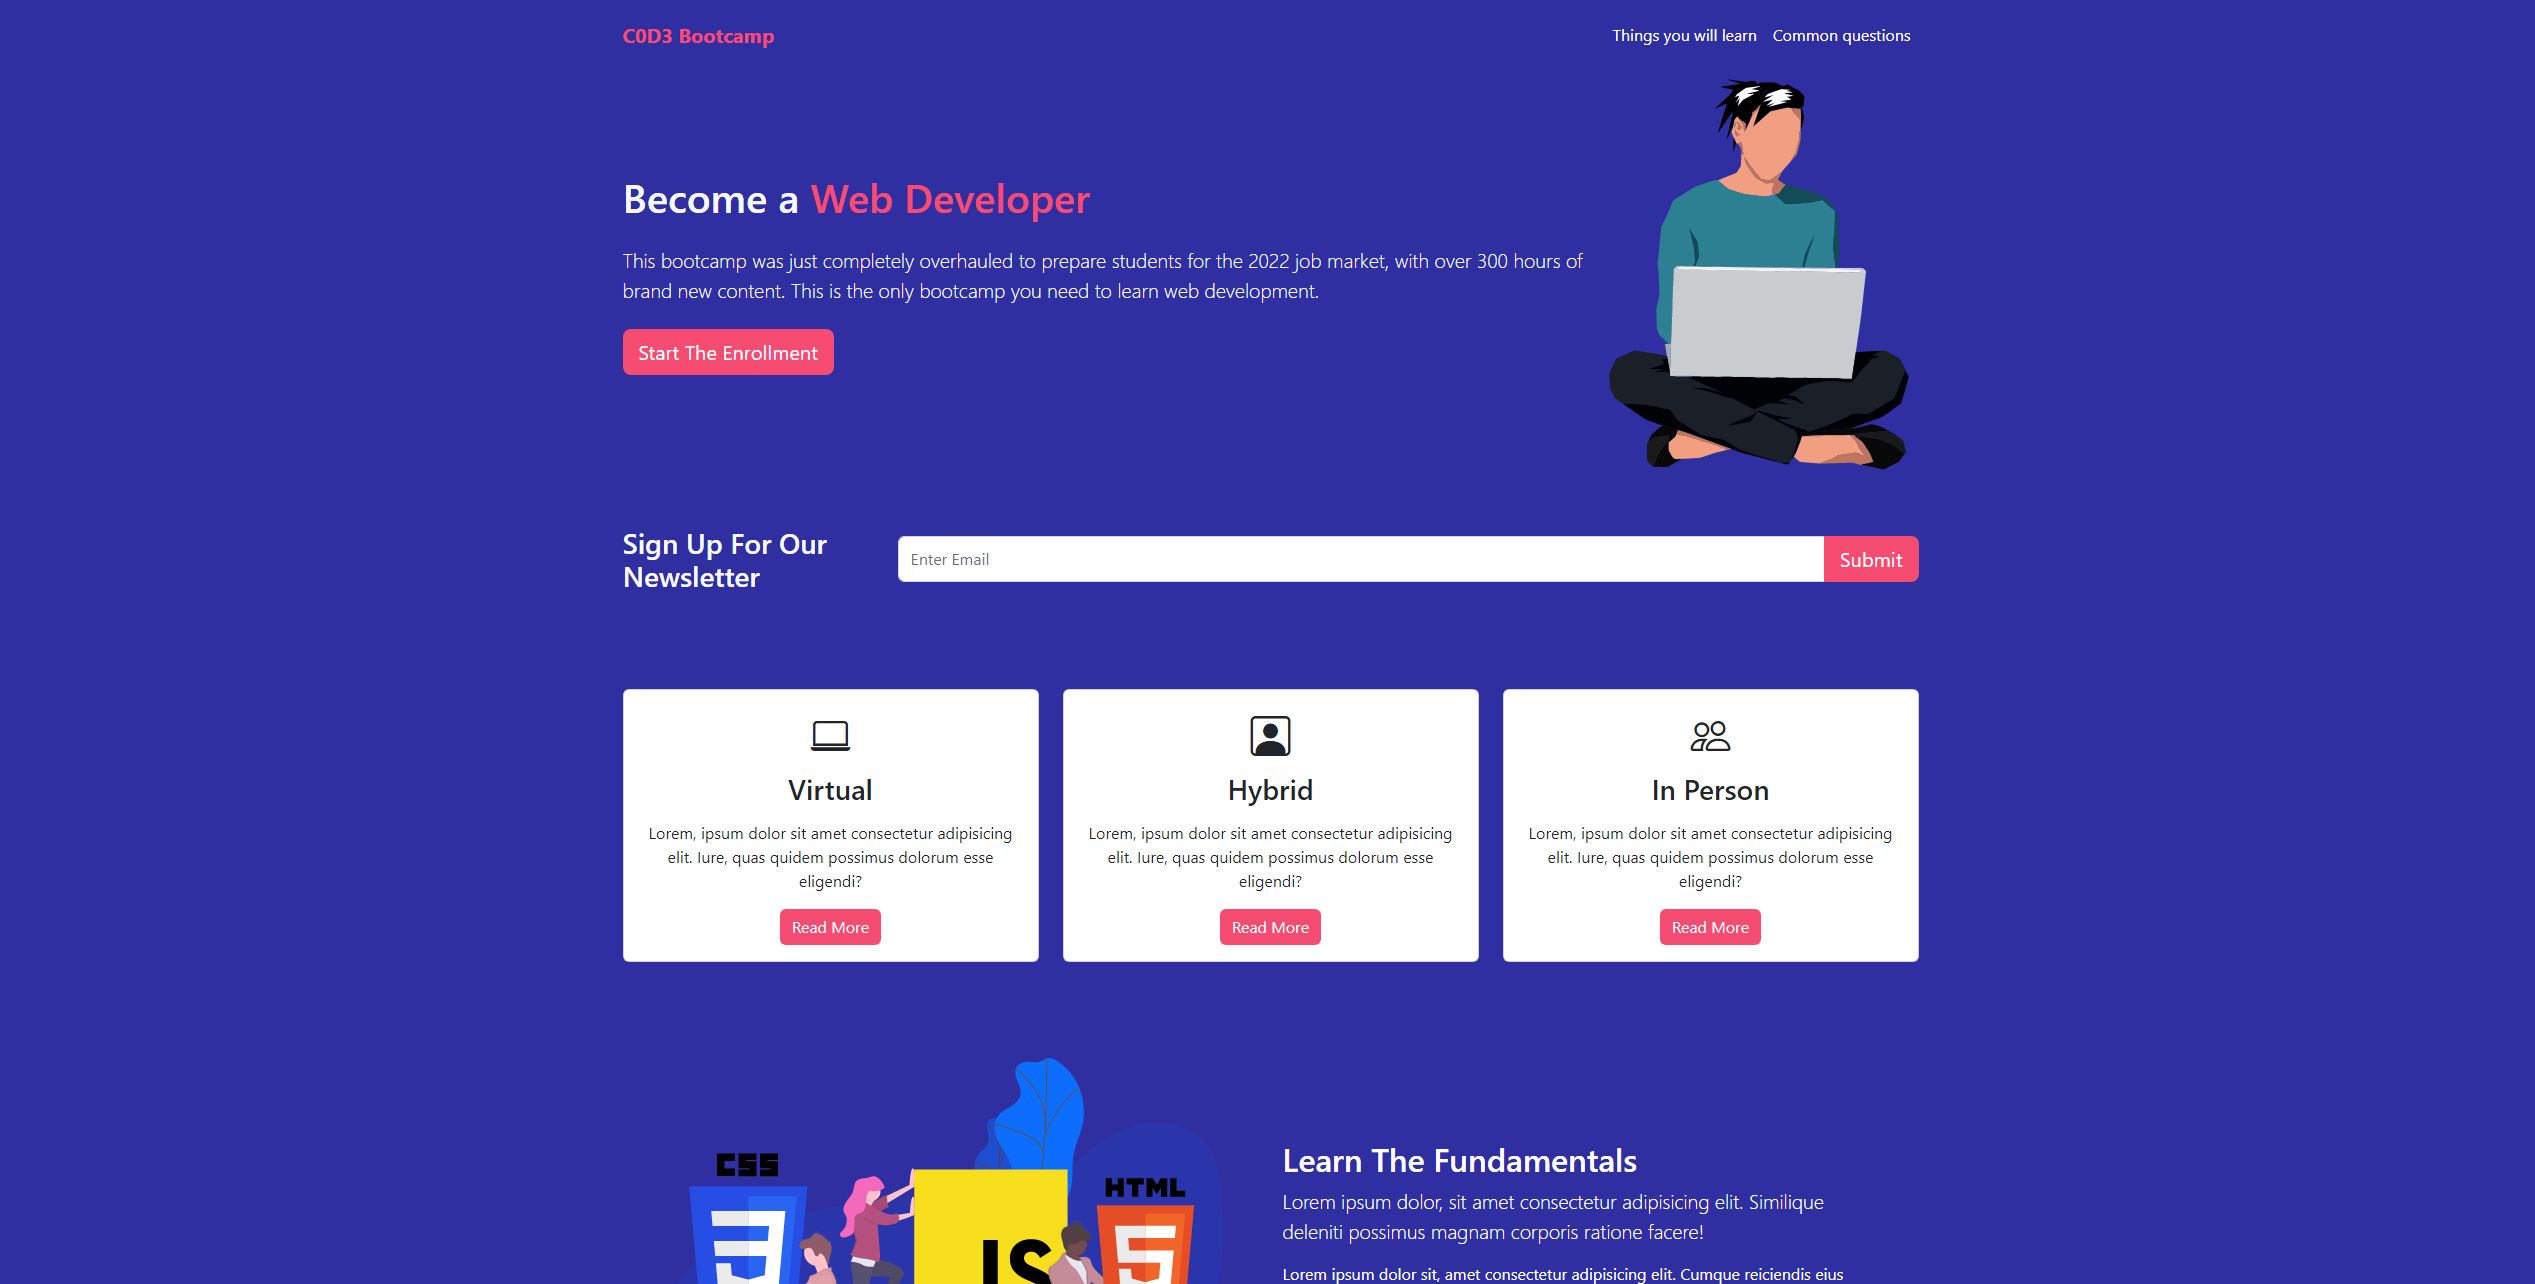 C0D3 Bootcamp
Things you will learn
Common questions
Become a Web Developer
This bootcamp was just completely overhauled to prepare students for the 2022 job market, with over 300 hours of
brand new content. This is the only bootcamp you need to learn web development.
Start The Enrollment
Sign Up For Our
Newsletter
Enter Email
Submit
Virtual
Lorem, ipsum dolor sit amet consectetur adipisicing
elit. Iure, quas quidem possimus dolorum esse
eligendi?
Read More
Hybrid
Lorem, ipsum dolor sit amet consectetur adipisicing
elit. Iure, quas quidem possimus dolorum esse
eligendi?
Read More
In Person
Lorem, ipsum dolor sit amet consectetur adipisicing
elit. Iure, quas quidem possimus dolorum esse
eligendi?
Read More
CSS
JS
HTML
Learn The Fundamentals
Lorem ipsum dolor, sit amet consectetur adipisicing elit. Similique
deleniti possimus magnam corporis ratione facere!
Lorem ipsum dolor sit, amet consectetur adipisicing elit. Cumque reiciendis eius